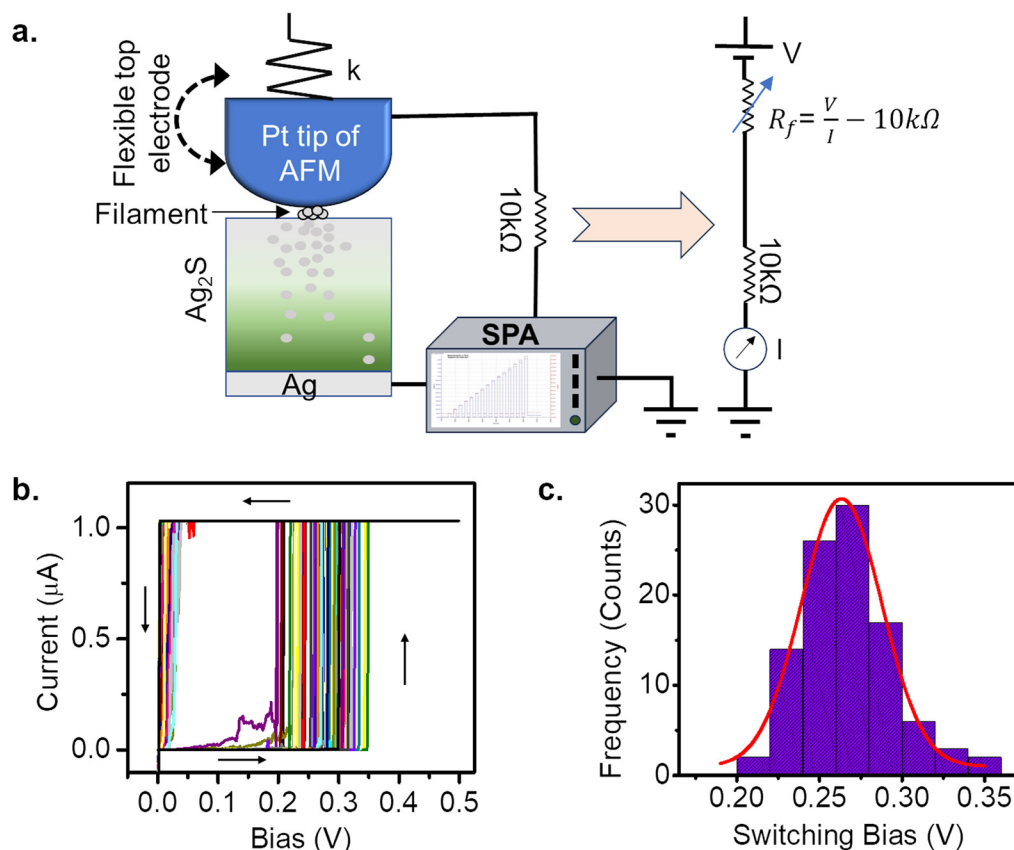 a.
k
Flexible top
electrode
Pt tip of
AFM
Filament
Ag₂S
Ag
10kΩ
SPA
V
R_f = V/I − 10kΩ
10kΩ
I
b.
Current (μA)
1.0
0.5
0.0
0.0 0.1 0.2 0.3 0.4 0.5
Bias (V)
c.
Frequency (Counts)
30
20
10
0
0.20 0.25 0.30 0.35
Switching Bias (V)